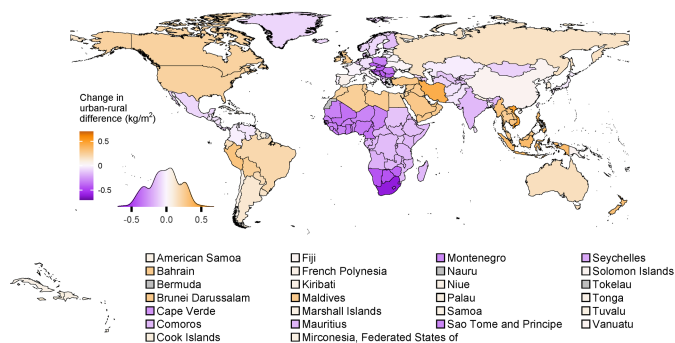 Change in
urban-rural
difference (kg/m²)
0.5
0.0
-0.5
-0.5 0.0 0.5
American Samoa Fiji Montenegro Seychelles
Bahrain French Polynesia Nauru Solomon Islands
Bermuda Kiribati Niue Tokelau
Brunei Darussalam Maldives Palau Tonga
Cape Verde Marshall Islands Samoa Tuvalu
Comoros Mauritius Sao Tome and Principe Vanuatu
Cook Islands Mirconesia, Federated States of